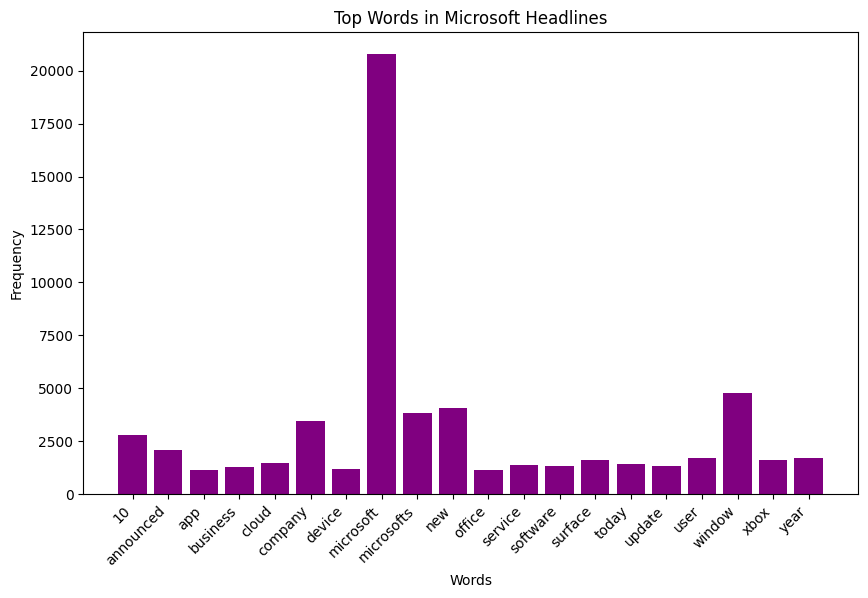 Top Words in Microsoft Headlines
20000
17500
15000
12500
10000
7500
5000
2500
0
Frequency
10
announced
app
business
cloud
company
device
microsoft
microsofts
new
office
service
software
surface
today
update
user
window
xbox
year
Words